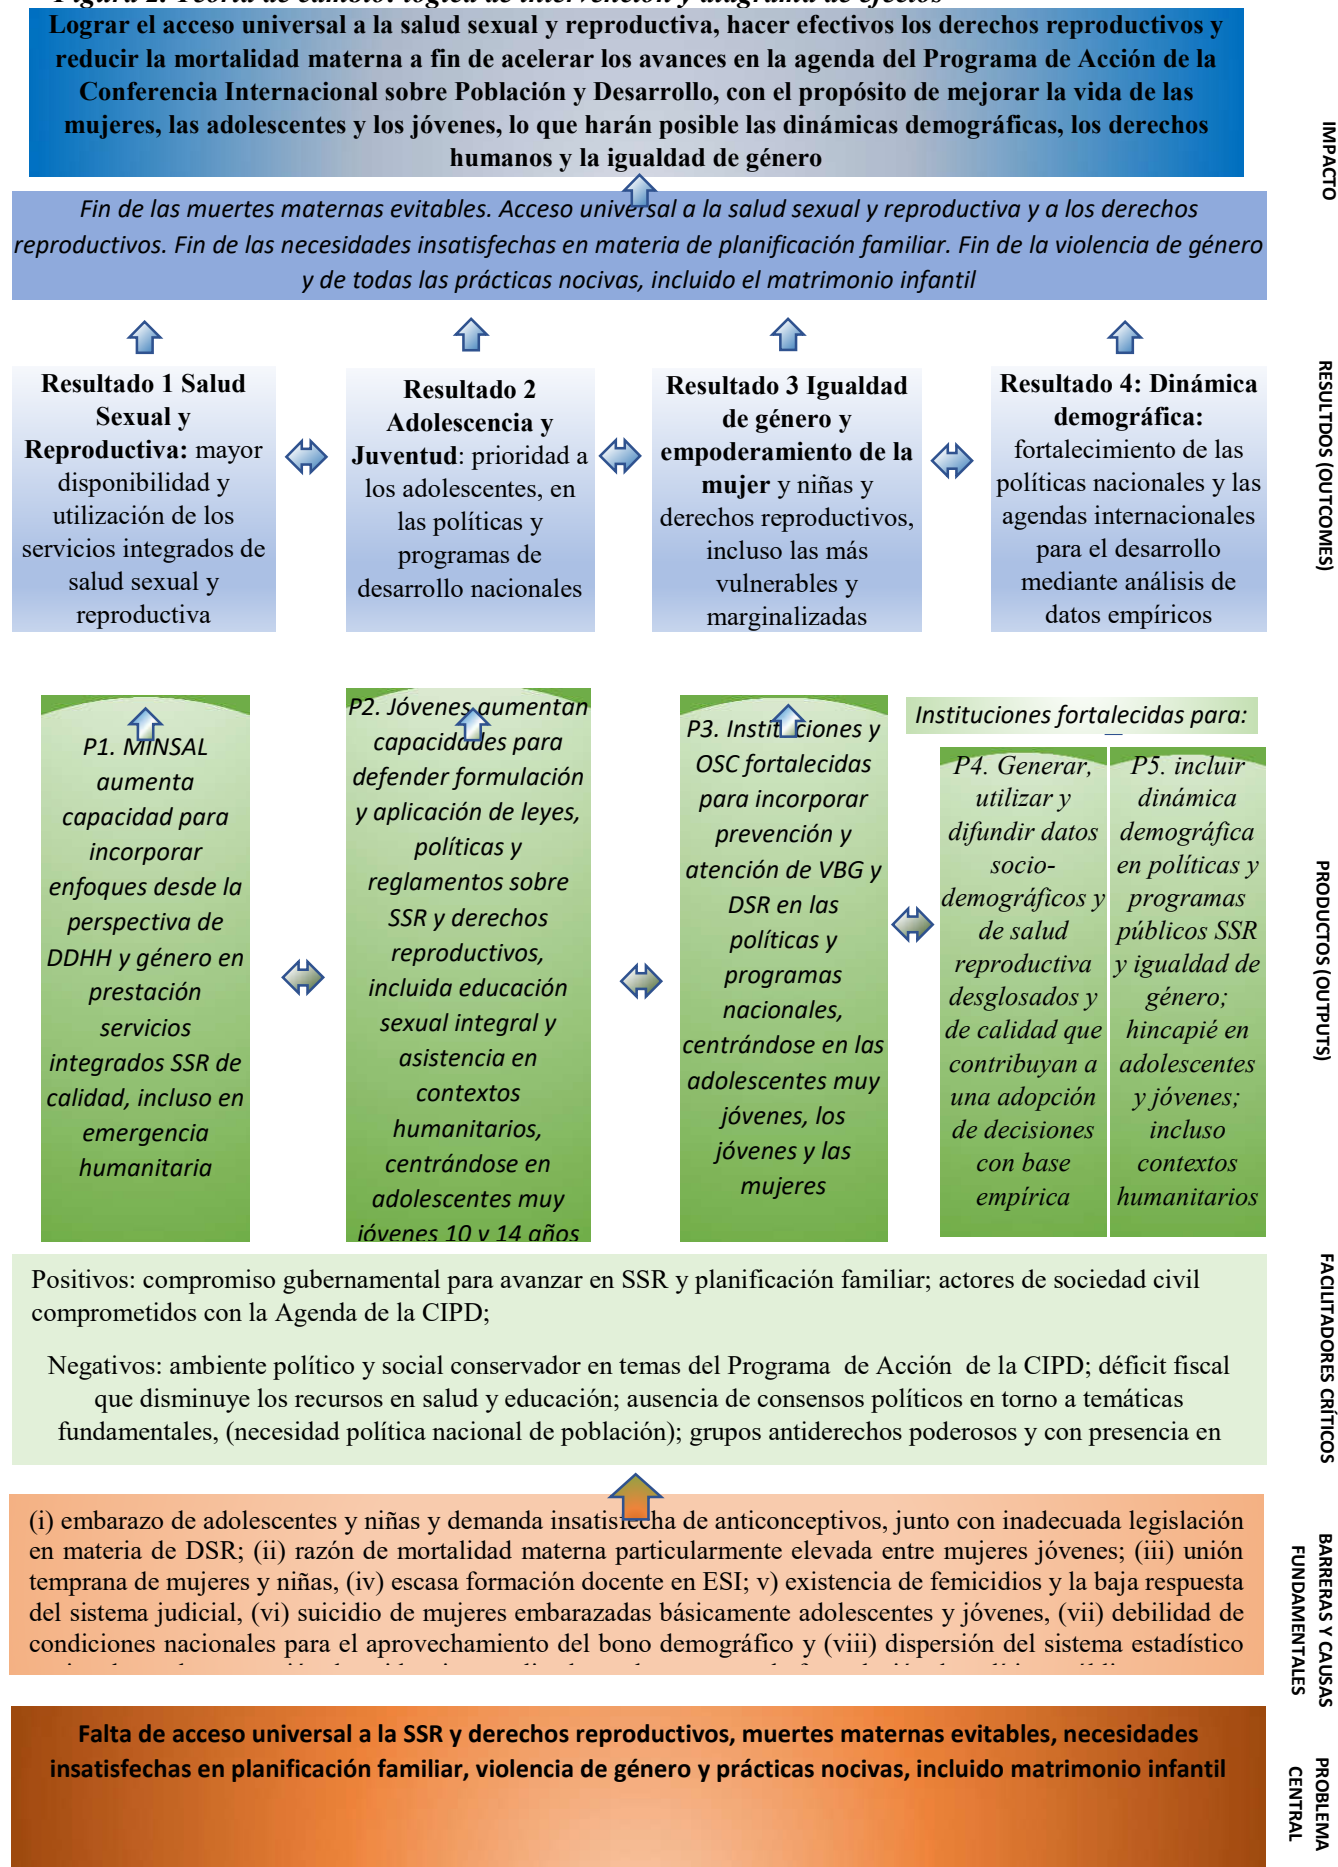 Figura 2. Teoría de cambio: lógica de intervención y diagrama de efectos
Lograr el acceso universal a la salud sexual y reproductiva, hacer efectivos los derechos reproductivos y
reducir la mortalidad materna a fin de acelerar los avances en la agenda del Programa de Acción de la
Conferencia Internacional sobre Población y Desarrollo, con el propósito de mejorar la vida de las
mujeres, las adolescentes y los jóvenes, lo que harán posible las dinámicas demográficas, los derechos
humanos y la igualdad de género
IMPACTO
Fin de las muertes maternas evitables. Acceso universal a la salud sexual y reproductiva y a los derechos
reproductivos. Fin de las necesidades insatisfechas en materia de planificación familiar. Fin de la violencia de género
y de todas las prácticas nocivas, incluido el matrimonio infantil
Resultado 1 Salud
Sexual y
Reproductiva: mayor
disponibilidad y
utilización de los
servicios integrados de
salud sexual y
reproductiva
Resultado 2
Adolescencia y
Juventud: prioridad a
los adolescentes, en
las políticas y
programas de
desarrollo nacionales
Resultado 3 Igualdad
de género y
empoderamiento de la
mujer y niñas y
derechos reproductivos,
incluso las más
vulnerables y
marginalizadas
Resultado 4: Dinámica
demográfica:
fortalecimiento de las
políticas nacionales y las
agendas internacionales
para el desarrollo
mediante análisis de
datos empíricos
RESULTDOS (OUTCOMES)
P1. MINSAL
aumenta
capacidad para
incorporar
enfoques desde la
perspectiva de
DDHH y género en
prestación
servicios
integrados SSR de
calidad, incluso en
emergencia
humanitaria
P2. Jóvenes aumentan
capacidades para
defender formulación
y aplicación de leyes,
políticas y
reglamentos sobre
SSR y derechos
reproductivos,
incluida educación
sexual integral y
asistencia en
contextos
humanitarios,
centrándose en
adolescentes muy
jóvenes 10 y 14 años
P3. Instituciones y
OSC fortalecidas
para incorporar
prevención y
atención de VBG y
DSR en las
políticas y
programas
nacionales,
centrándose en las
adolescentes muy
jóvenes, los
jóvenes y las
mujeres
Instituciones fortalecidas para:
P4. Generar,
utilizar y
difundir datos
socio-
demográficos y
de salud
reproductiva
desglosados y
de calidad que
contribuyan a
una adopción
de decisiones
con base
empírica
P5. incluir
dinámica
demográfica
en políticas y
programas
públicos SSR
y igualdad de
género;
hincapié en
adolescentes
y jóvenes;
incluso
contextos
humanitarios
PRODUCTOS (OUTPUTS)
Positivos: compromiso gubernamental para avanzar en SSR y planificación familiar; actores de sociedad civil
comprometidos con la Agenda de la CIPD;
Negativos: ambiente político y social conservador en temas del Programa de Acción de la CIPD; déficit fiscal
que disminuye los recursos en salud y educación; ausencia de consensos políticos en torno a temáticas
fundamentales, (necesidad política nacional de población); grupos antiderechos poderosos y con presencia en
FACILITADORES CRÍTICOS
(i) embarazo de adolescentes y niñas y demanda insatisfecha de anticonceptivos, junto con inadecuada legislación
en materia de DSR; (ii) razón de mortalidad materna particularmente elevada entre mujeres jóvenes; (iii) unión
temprana de mujeres y niñas, (iv) escasa formación docente en ESI; v) existencia de femicidios y la baja respuesta
del sistema judicial, (vi) suicidio de mujeres embarazadas básicamente adolescentes y jóvenes, (vii) debilidad de
condiciones nacionales para el aprovechamiento del bono demográfico y (viii) dispersión del sistema estadístico
BARRERAS Y CAUSAS
FUNDAMENTALES
Falta de acceso universal a la SSR y derechos reproductivos, muertes maternas evitables, necesidades
insatisfechas en planificación familiar, violencia de género y prácticas nocivas, incluido matrimonio infantil
PROBLEMA
CENTRAL